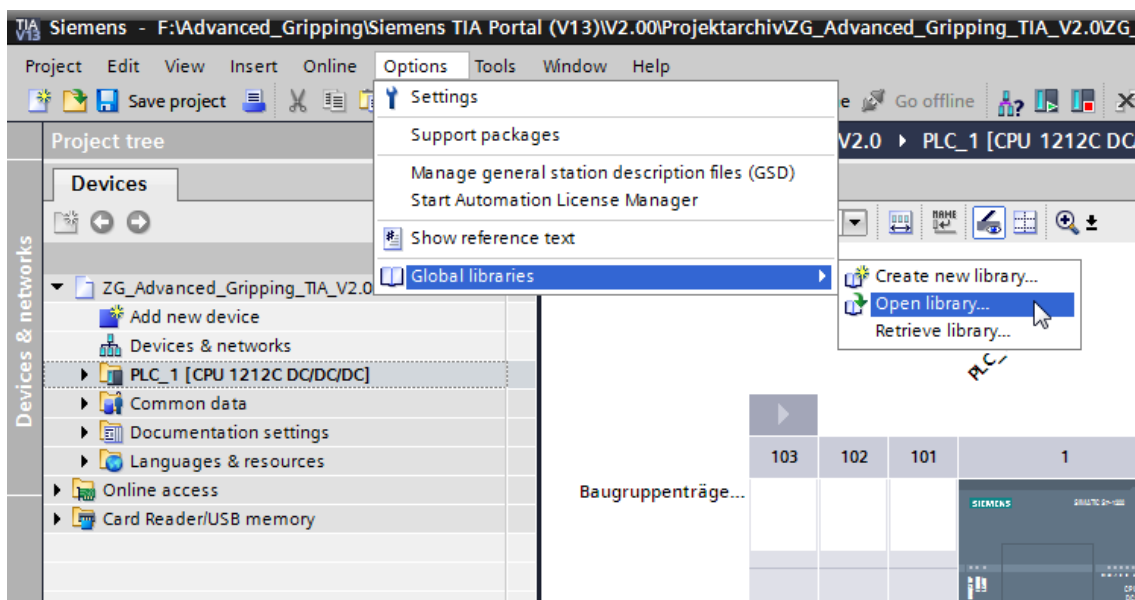 TIA V13 Siemens - F:\Advanced_Gripping\Siemens TIA Portal (V13)\V2.00\Projektarchiv\ZG_Advanced_Gripping_TIA_V2.0\ZG_
Project Edit View Insert Online Options Tools Window Help
Save project
Go offline
Settings
Support packages
Manage general station description files (GSD)
Start Automation License Manager
Show reference text
Global libraries
Create new library...
Open library...
Retrieve library...
Project tree
V2.0 PLC_1 [CPU 1212C DC/
Devices
Devices & networks
ZG_Advanced_Gripping_TIA_V2.0
Add new device
Devices & networks
PLC_1 [CPU 1212C DC/DC/DC]
Common data
Documentation settings
Languages & resources
Online access
Card Reader/USB memory
PLC_
103 102 101 1
Baugruppenträge...
SIEMENS